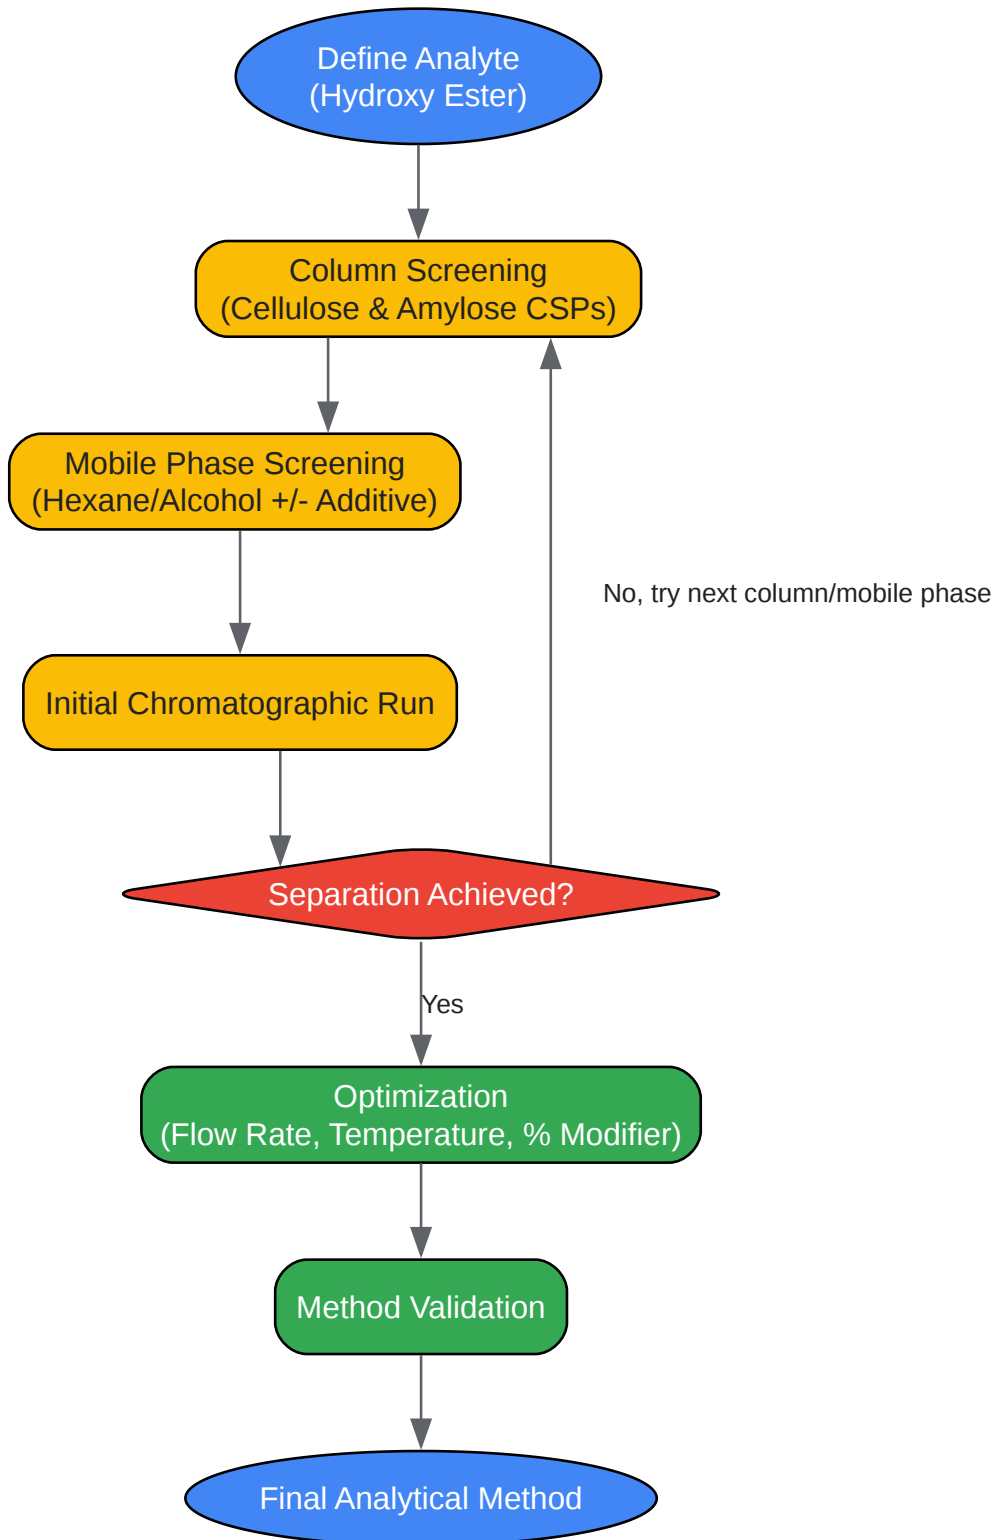 Define Analyte
(Hydroxy Ester)
Column Screening
(Cellulose & Amylose CSPs)
Mobile Phase Screening
(Hexane/Alcohol +/- Additive)
No, try next column/mobile phase
Initial Chromatographic Run
Separation Achieved?
Yes
Optimization
(Flow Rate, Temperature, % Modifier)
Method Validation
Final Analytical Method